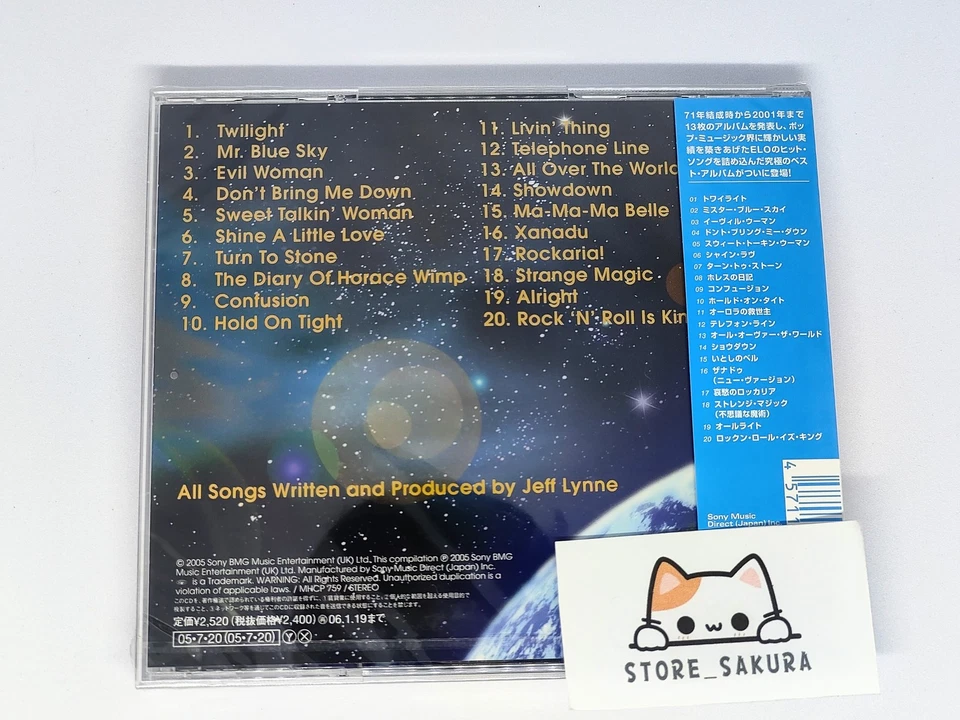 1. Twilight
2. Mr. Blue Sky
3. Evil Woman
4. Don't Bring Me Down
5. Sweet Talkin' Woman
6. Shine A Little Love
7. Turn To Stone
8. The Diary Of Horace Wimp
9. Confusion
10. Hold On Tight
11. Livin' Thing
12. Telephone Line
13. All Over The World
14. Showdown
15. Ma-Ma-Ma Belle
16. Xanadu
17. Rockaria!
18. Strange Magic
19. Alright
20. Rock 'N' Roll Is Kin
All Songs Written and Produced by Jeff Lynne
© 2005 Sony BMG Music Entertainment (UK) Ltd. This compilation ℗ 2005 Sony BMG
Music Entertainment (UK) Ltd. Manufactured by Sony Music Direct (Japan) Inc.
is a Trademark. WARNING: All Rights Reserved. Unauthorized duplication is a
violation of applicable laws. / MHCP 759 / STEREO
定価¥2,520 (税抜価格¥2,400) 再06.1.19まで
05・7・20 (05・7・20) Y X
71年結成時から2001年まで
13枚のアルバムを発表し、ポッ
プ・ミュージック界に輝かしい実
績を築きあげたELOのヒット・
ソングを詰め込んだ究極のベス
ト・アルバムがついに登場!
01 トワイライト
02 ミスター・ブルー・スカイ
03 イーヴィル・ウーマン
04 ドント・ブリング・ミー・ダウン
05 スウィート・トーキン・ウーマン
06 シャイン・ラヴ
07 ターン・トゥ・ストーン
08 ホレスの日記
09 コンフュージョン
10 ホールド・オン・タイト
11 オーロラの救世主
12 テレフォン・ライン
13 オール・オーヴァー・ザ・ワールド
14 ショウダウン
15 いとしのベル
16 ザナドゥ
(ニュー・ヴァージョン)
17 哀愁のロッカリア
18 ストレンジ・マジック
(不思議な魔術)
19 オールライト
20 ロックン・ロール・イズ・キング
4 571
Sony Music
Direct (Japan) Inc.
STORE_SAKURA